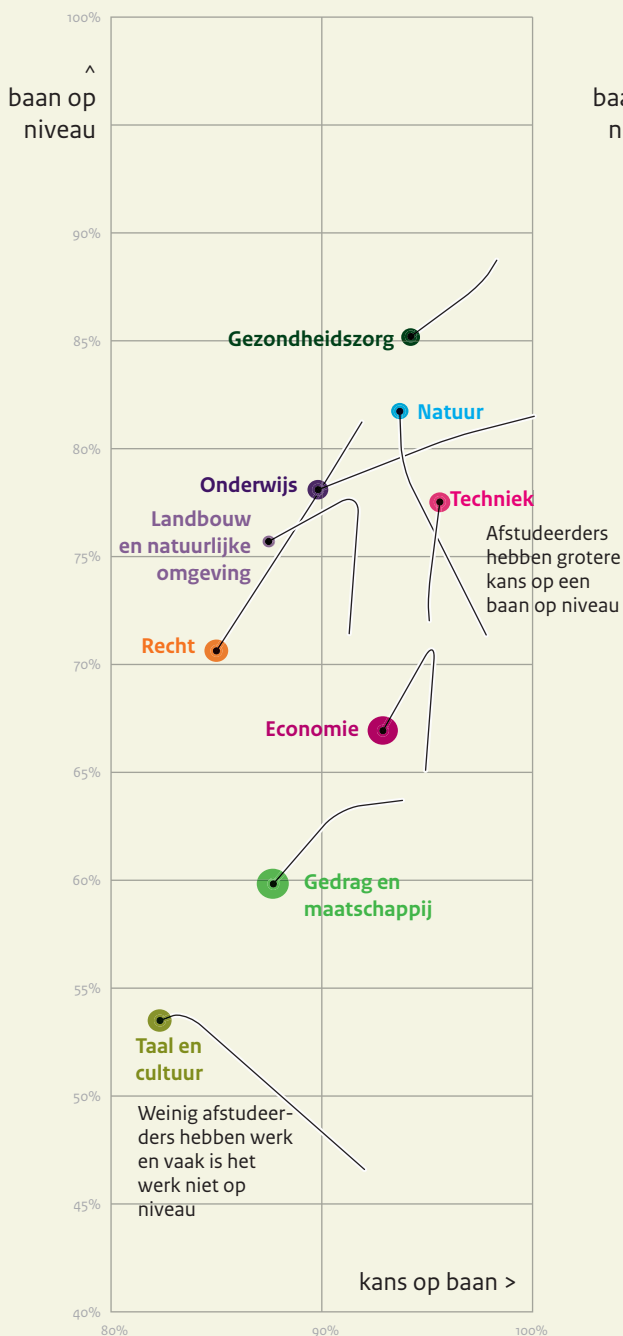 100%
^
baan op
niveau
baa
n
90%
Gezondheidszorg
85%
Natuur
80%
Onderwijs
Techniek
Landbouw
en natuurlijke
omgeving
Afstudeerders
hebben grotere
kans op een
baan op niveau
75%
Recht
70%
Economie
65%
60%
Gedrag en
maatschappij
55%
Taal en
cultuur
50%
Weinig afstudeer-
ders hebben werk
en vaak is het
werk niet op
niveau
45%
kans op baan >
40%
80%
90%
100%